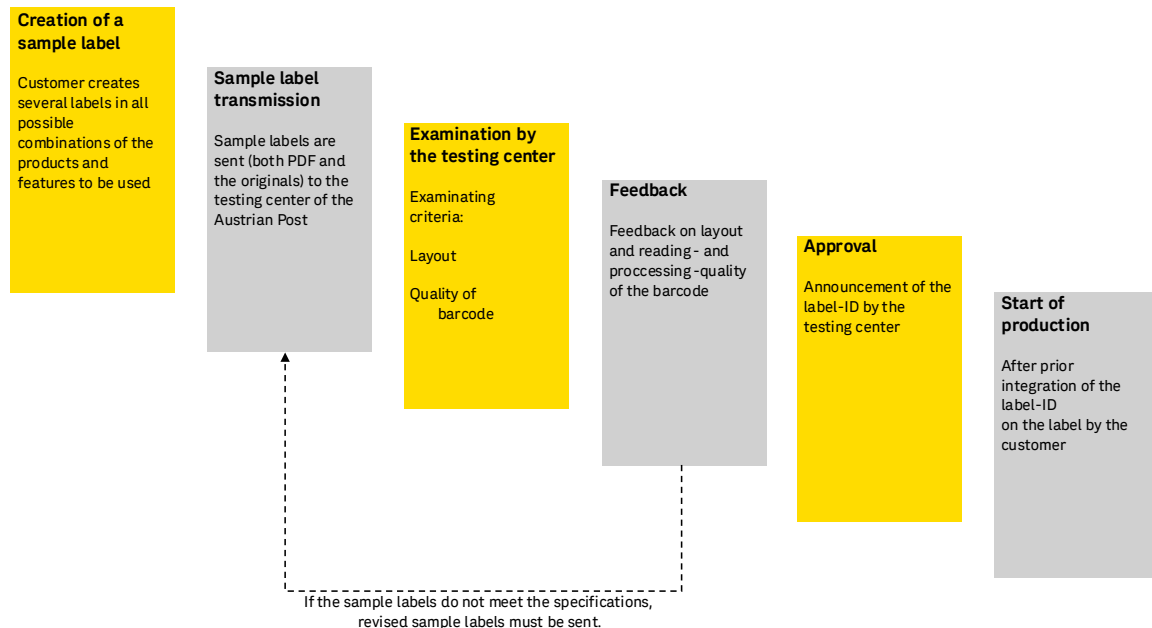 Creation of a
sample label
Customer creates
several labels in all
possible
combinations of the
products and
features to be used
Sample label
transmission
Sample labels are
sent (both PDF and
the originals) to the
testing center of the
Austrian Post
Examination by
the testing center
Examinating
criteria:
Layout
Quality of
barcode
Feedback
Feedback on layout
and reading- and
proccessing-quality
of the barcode
Approval
Announcement of the
label-ID by the
testing center
Start of
production
After prior
integration of the
label-ID
on the label by the
customer
If the sample labels do not meet the specifications,
revised sample labels must be sent.